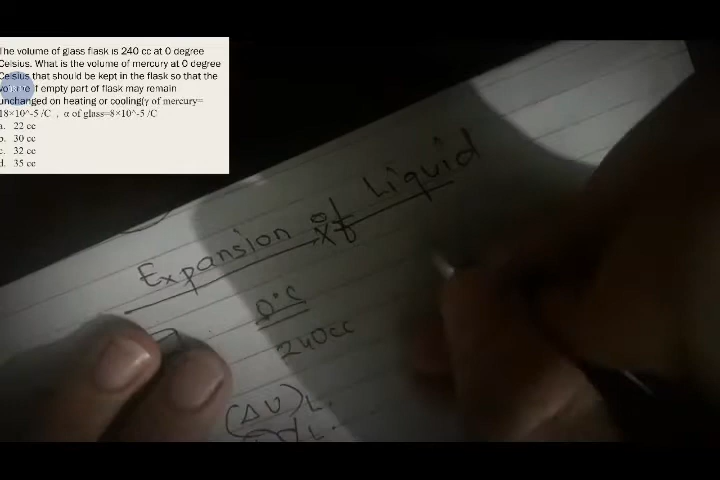 The volume of glass flask is 240 cc at 0 degree
Celsius. What is the volume of mercury at 0 degree
Celsius that should be kept in the flask so that the
if empty part of flask may remain
unchanged on heating or cooling(γ of mercury=
18×10^-5 /C , α of glass=8×10^-5 /C
a. 22 cc
b. 30 cc
c. 32 cc
d. 35 cc
Expansion of Liquid
0°C
240cc
(ΔV)L.